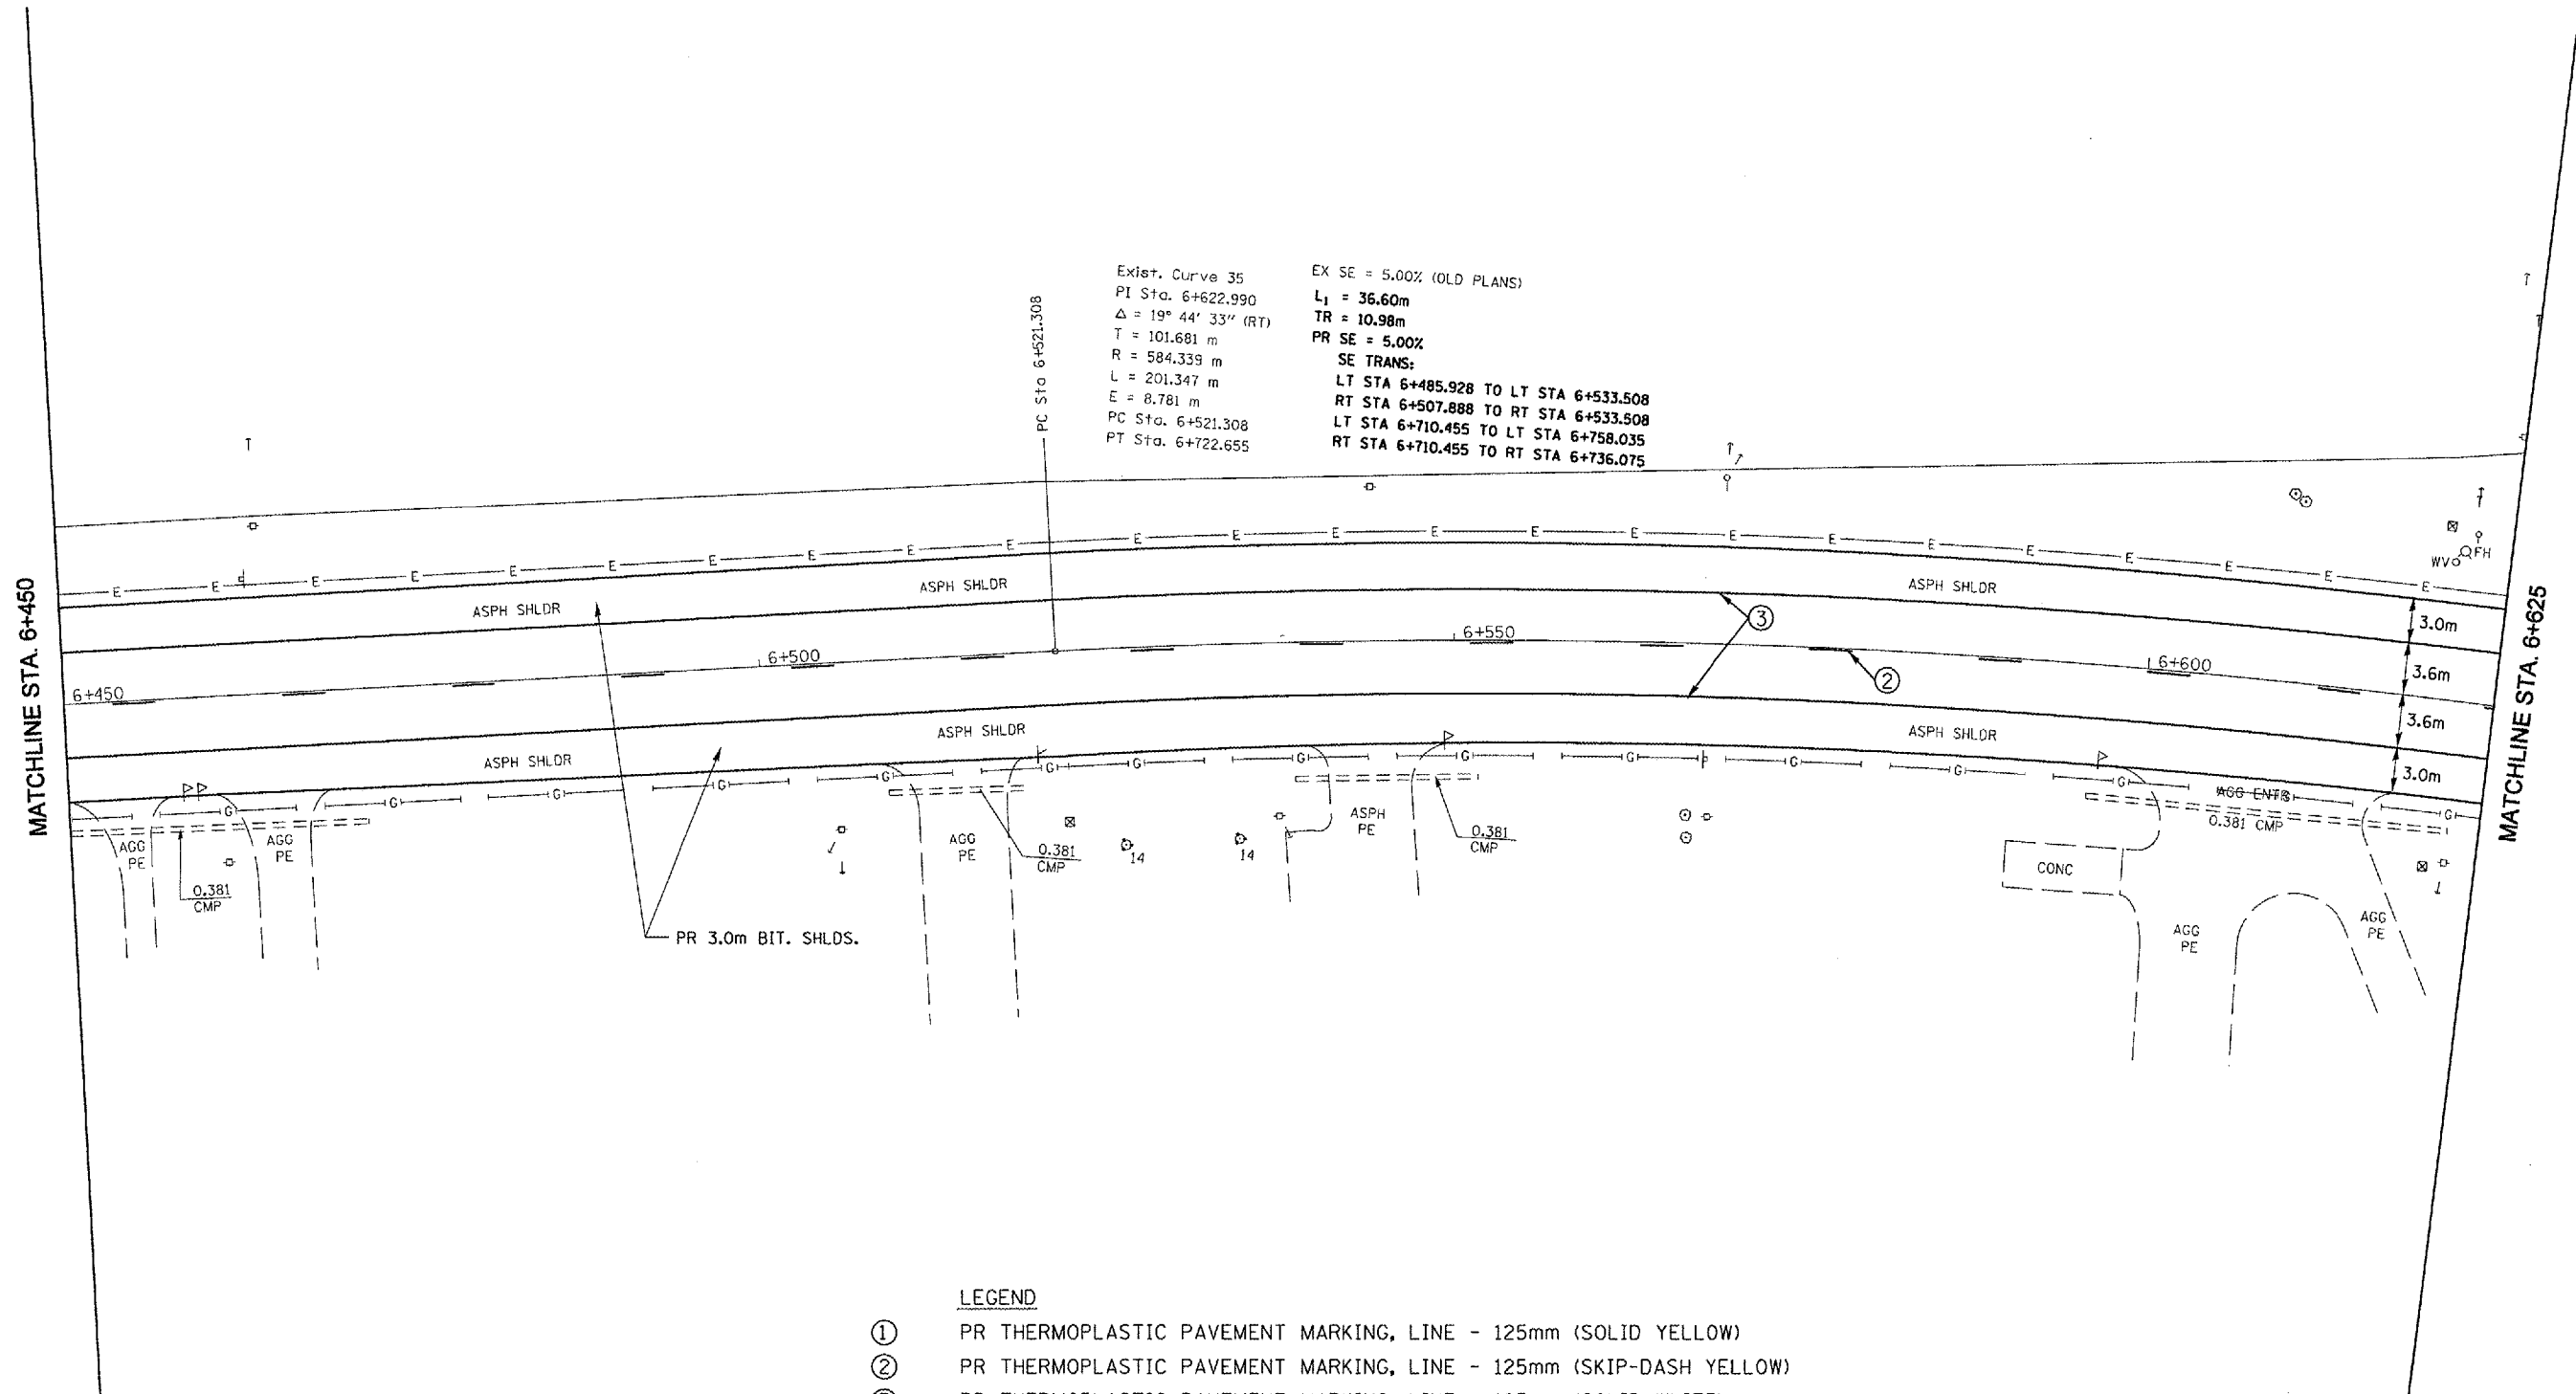 Exist. Curve 35
PI Sta. 6+622.990
Δ = 19° 44' 33" (RT)
T = 101.681 m
R = 584.339 m
L = 201.347 m
E = 8.781 m
PC Sta. 6+521.308
PT Sta. 6+722.655
EX SE = 5.00% (OLD PLANS)
L₁ = 36.60m
TR = 10.98m
PR SE = 5.00%
SE TRANS:
LT STA 6+485.928 TO LT STA 6+533.508
RT STA 6+507.888 TO RT STA 6+533.508
LT STA 6+710.455 TO LT STA 6+758.035
RT STA 6+710.455 TO RT STA 6+736.075
PC Sta 6+521.308
MATCHLINE STA. 6+450
MATCHLINE STA. 6+625
E E E E E E E E E E E E E E E E E E E E E E E E
WV
FH
ASPH SHLDR
ASPH SHLDR
ASPH SHLDR
3
2
6+450
6+500
6+550
6+600
3.0m
3.6m
3.6m
3.0m
ASPH SHLDR
ASPH SHLDR
ASPH SHLDR
G G G G G G G G G G G G G G
AGG ENTS
0.381 CMP
AGG
PE
AGG
PE
0.381
CMP
AGG
PE
0.381
CMP
14
14
ASPH
PE
0.381
CMP
CONC
AGG
PE
AGG
PE
PR 3.0m BIT. SHLDS.
LEGEND
1 PR THERMOPLASTIC PAVEMENT MARKING, LINE - 125mm (SOLID YELLOW)
2 PR THERMOPLASTIC PAVEMENT MARKING, LINE - 125mm (SKIP-DASH YELLOW)